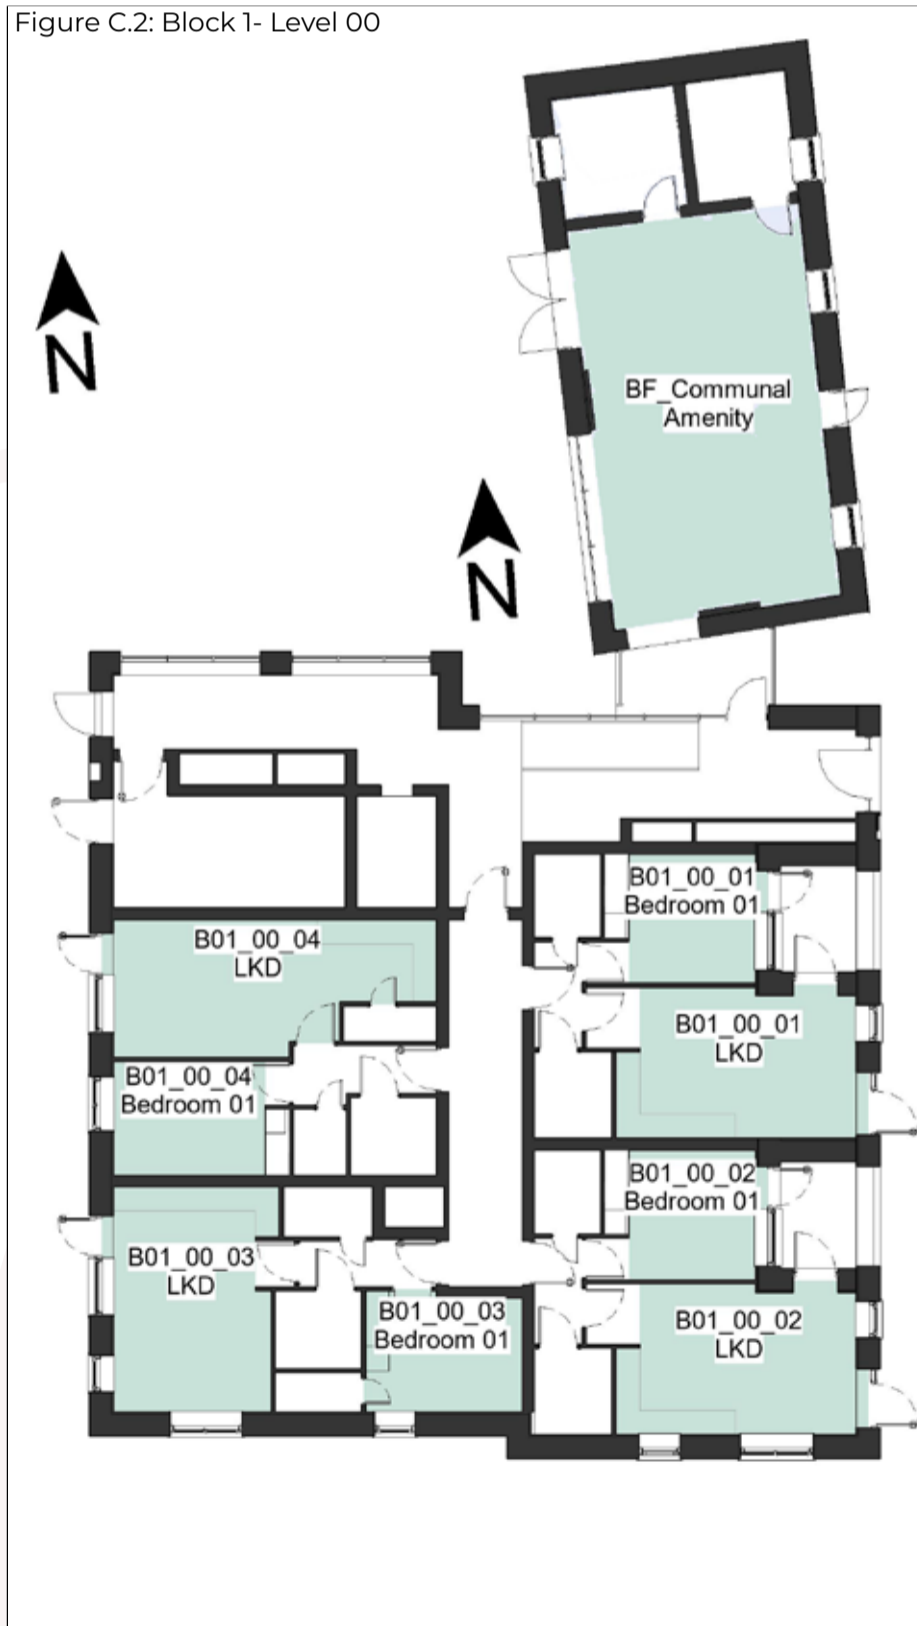 Figure C.2: Block 1- Level 00
BF_Communal
Amenity
N
N
B01_00_01
Bedroom 01
B01_00_04
LKD
B01_00_01
LKD
B01_00_04
Bedroom 01
B01_00_02
Bedroom 01
B01_00_03
LKD
B01_00_03
Bedroom 01
B01_00_02
LKD